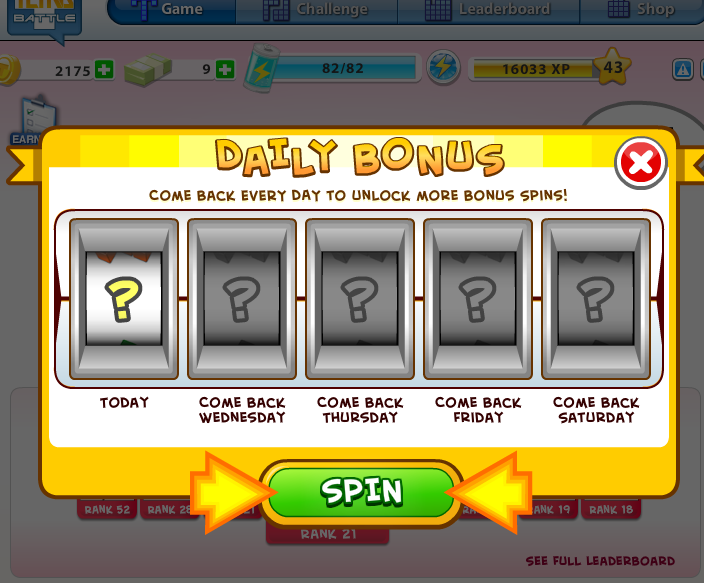 BATTLE
Game
Challenge
Leaderboard
Shop
2175
9
82/82
16033 XP
43
EARN
DAILY BONUS
COME BACK EVERY DAY TO UNLOCK MORE BONUS SPINS!
?
?
?
?
?
TODAY
COME BACK
WEDNESDAY
COME BACK
THURSDAY
COME BACK
FRIDAY
COME BACK
SATURDAY
SPIN
RANK 52
RANK 19
RANK 18
RANK 21
SEE FULL LEADERBOARD